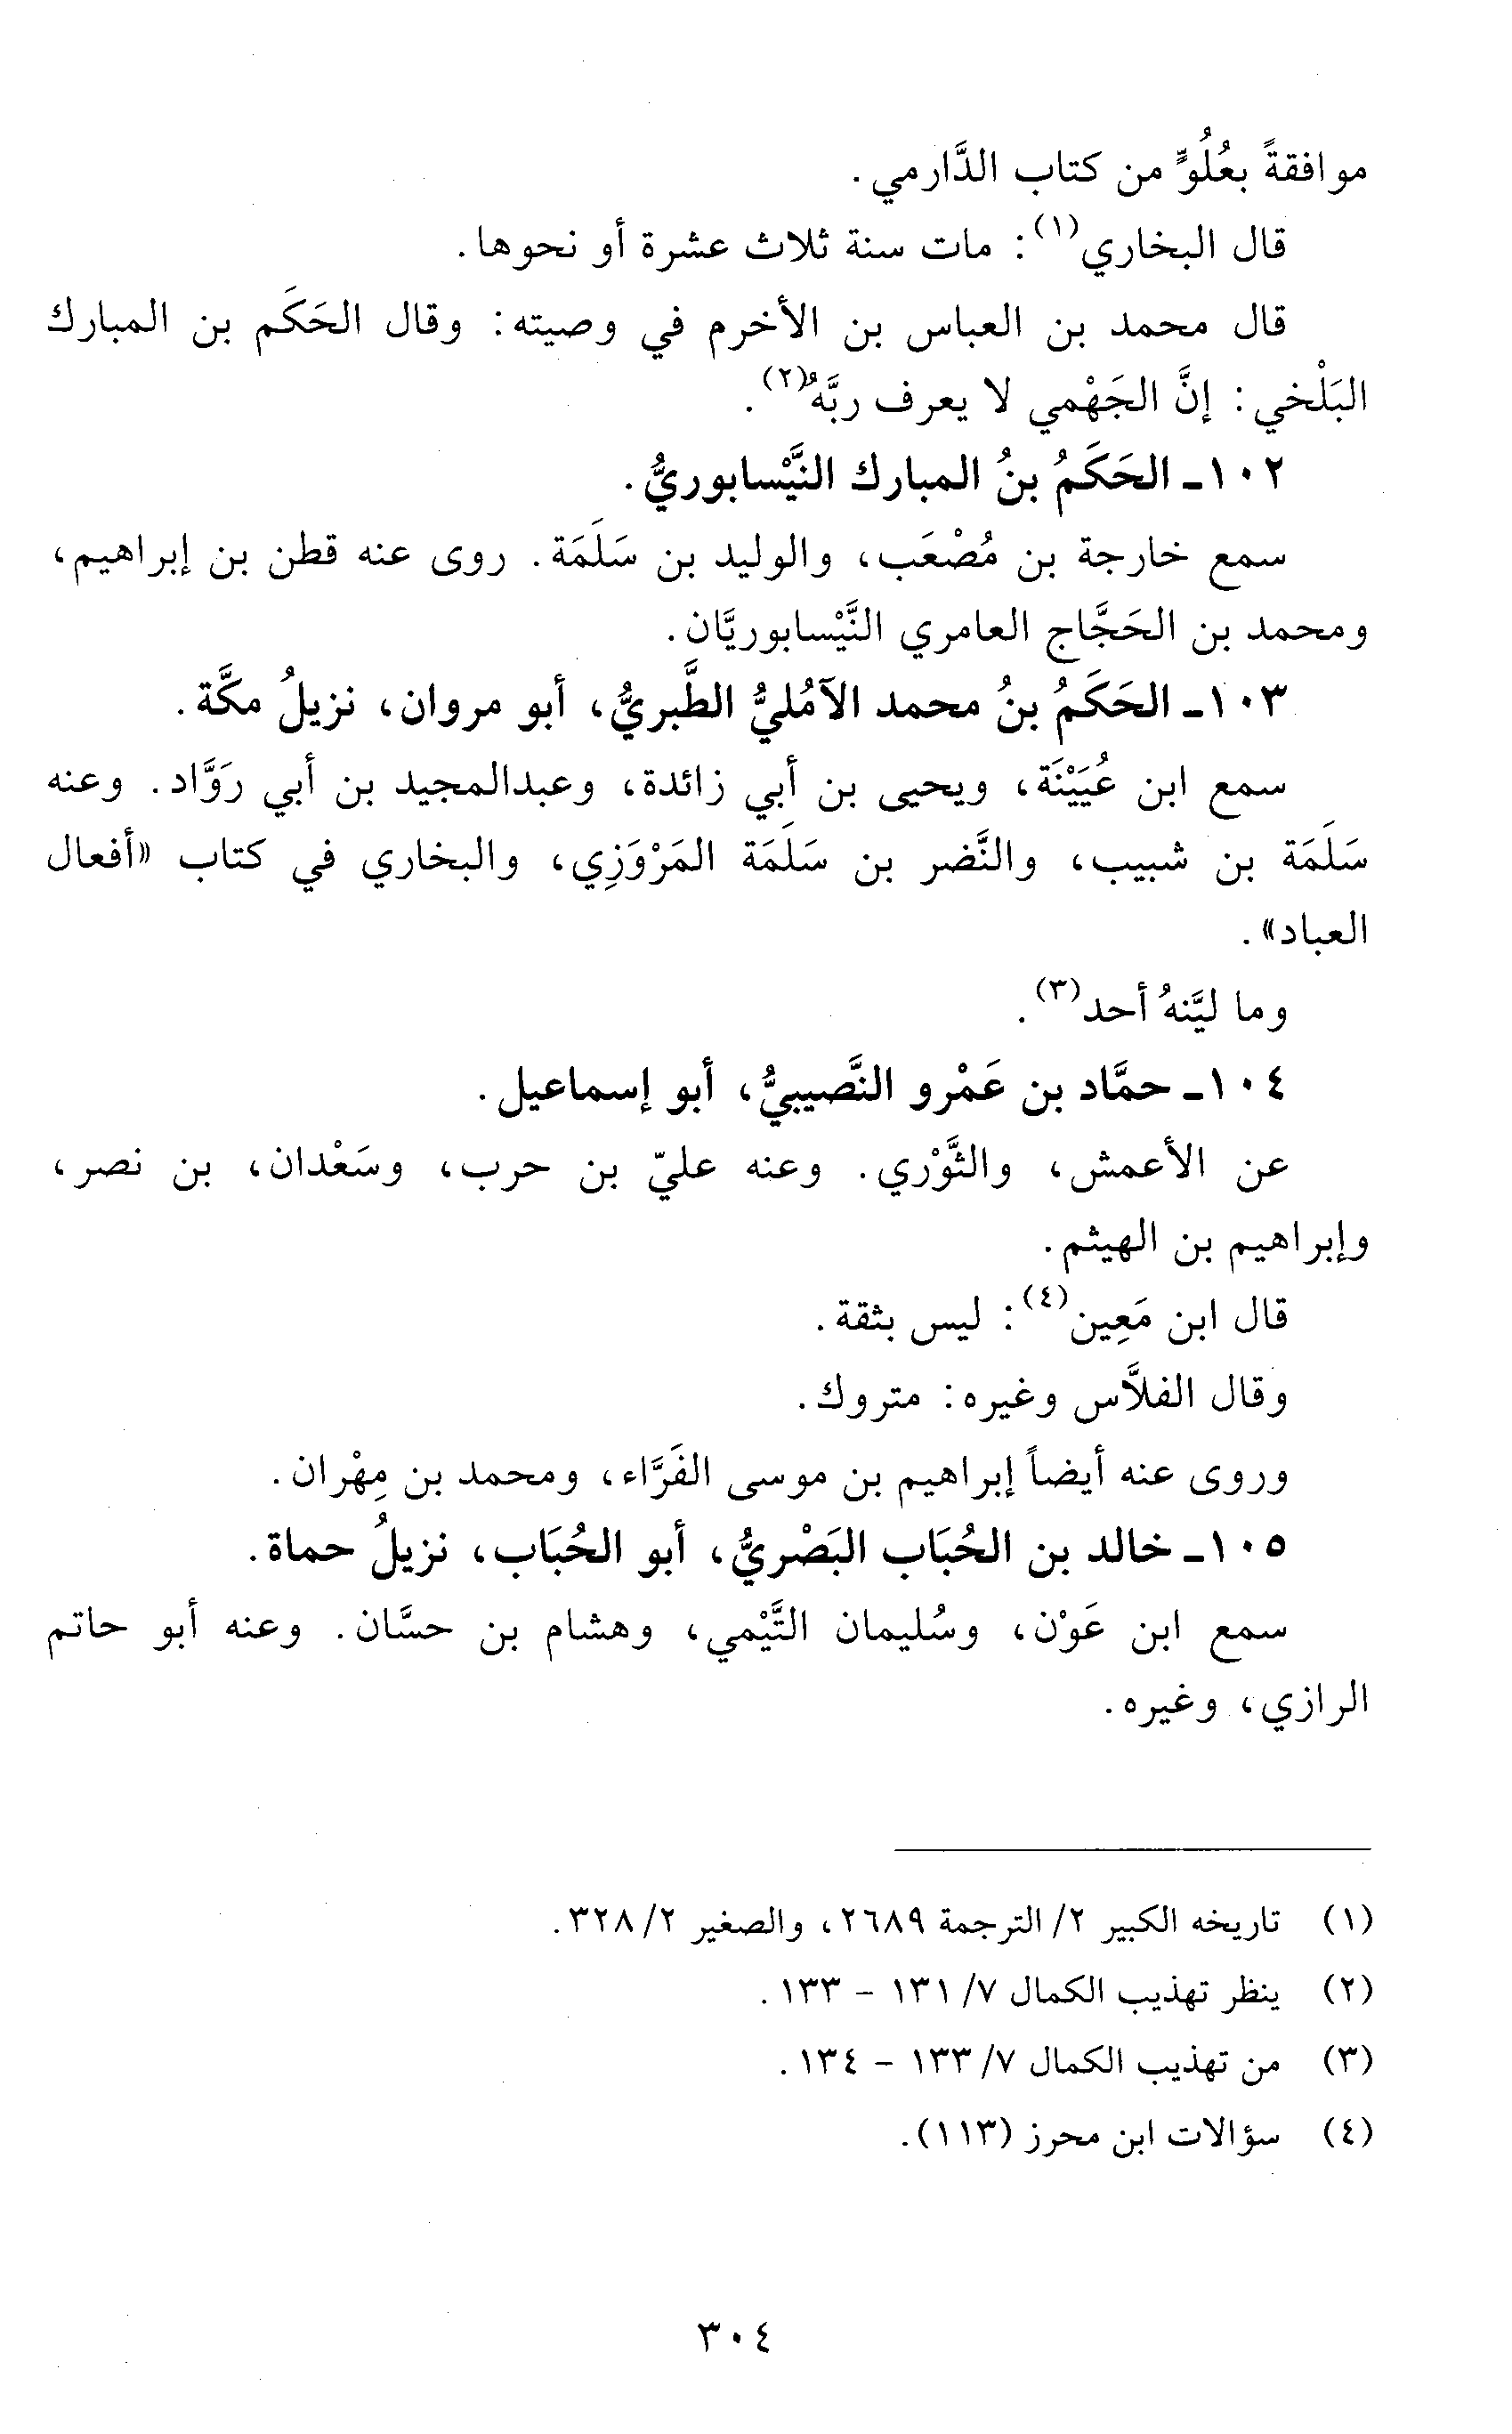 موافقةً بعُلُوٍّ من كتاب الدَّارمي.
قال البخاري(١): مات سنة ثلاث عشرة أو نحوها.
قال محمد بن العباس بن الأخرم في وصيته: وقال الحَكَم بن المبارك
البَلْخي: إنَّ الجَهْمي لا يعرف ربَّهُ(٢).
١٠٢ـ الحَكَمُ بنُ المبارك النَّيْسابوريُّ.
سمع خارجة بن مُصْعَب، والوليد بن سَلَمَة. روى عنه قطن بن إبراهيم،
ومحمد بن الحَجَّاج العامري النَّيْسابوريَّان.
١٠٣ـ الحَكَمُ بنُ محمد الآمُليُّ الطَّبريُّ، أبو مروان، نزيلُ مكَّة.
سمع ابن عُيَيْنَة، ويحيى بن أبي زائدة، وعبدالمجيد بن أبي رَوَّاد. وعنه
سَلَمَة بن شبيب، والنَّضر بن سَلَمَة المَرْوَزِي، والبخاري في كتاب «أفعال
العباد».
وما ليَّنهُ أحد(٣).
١٠٤ـ حمَّاد بن عَمْرو النَّصيبيُّ، أبو إسماعيل.
عن الأعمش، والثَّوْري. وعنه عليّ بن حرب، وسَعْدان، بن نصر،
وإبراهيم بن الهيثم.
قال ابن مَعِين(٤): ليس بثقة.
وقال الفلاَّس وغيره: متروك.
وروى عنه أيضاً إبراهيم بن موسى الفَرَّاء، ومحمد بن مِهْران.
١٠٥ـ خالد بن الحُبَاب البَصْريُّ، أبو الحُبَاب، نزيلُ حماة.
سمع ابن عَوْن، وسُليمان التَّيْمي، وهشام بن حسَّان. وعنه أبو حاتم
الرازي، وغيره.
(١) تاريخه الكبير ٢/ الترجمة ٢٦٨٩، والصغير ٢/ ٣٢٨.
(٢) ينظر تهذيب الكمال ٧/ ١٣١ – ١٣٣.
(٣) من تهذيب الكمال ٧/ ١٣٣ – ١٣٤.
(٤) سؤالات ابن محرز (١١٣).
٣٠٤